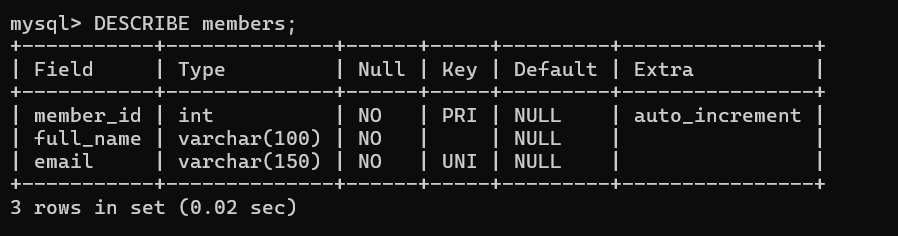 mysql> DESCRIBE members;
+-----------+--------------+------+-----+---------+----------------+
| Field     | Type         | Null | Key | Default | Extra          |
+-----------+--------------+------+-----+---------+----------------+
| member_id | int          | NO   | PRI | NULL    | auto_increment |
| full_name | varchar(100) | NO   |     | NULL    |                |
| email     | varchar(150) | NO   | UNI | NULL    |                |
+-----------+--------------+------+-----+---------+----------------+
3 rows in set (0.02 sec)